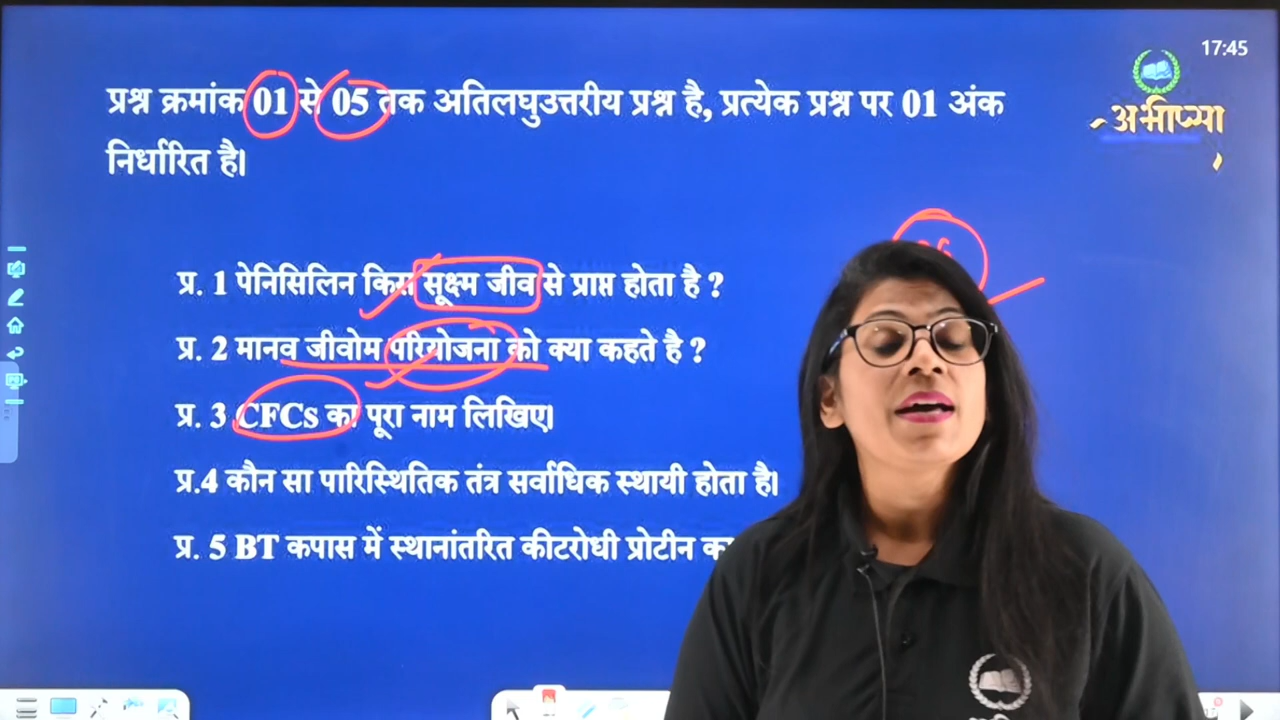 17:45
अभीप्सा
प्रश्न क्रमांक 01 से 05 तक अतिलघुउत्तरीय प्रश्न है, प्रत्येक प्रश्न पर 01 अंक
निर्धारित है।
प्र. 1 पेनिसिलिन किस सूक्ष्म जीव से प्राप्त होता है ?
प्र. 2 मानव जीवोम परियोजना को क्या कहते है ?
प्र. 3 CFCs का पूरा नाम लिखिए।
प्र.4 कौन सा पारिस्थितिक तंत्र सर्वाधिक स्थायी होता है।
प्र. 5 BT कपास में स्थानांतरित कीटरोधी प्रोटीन